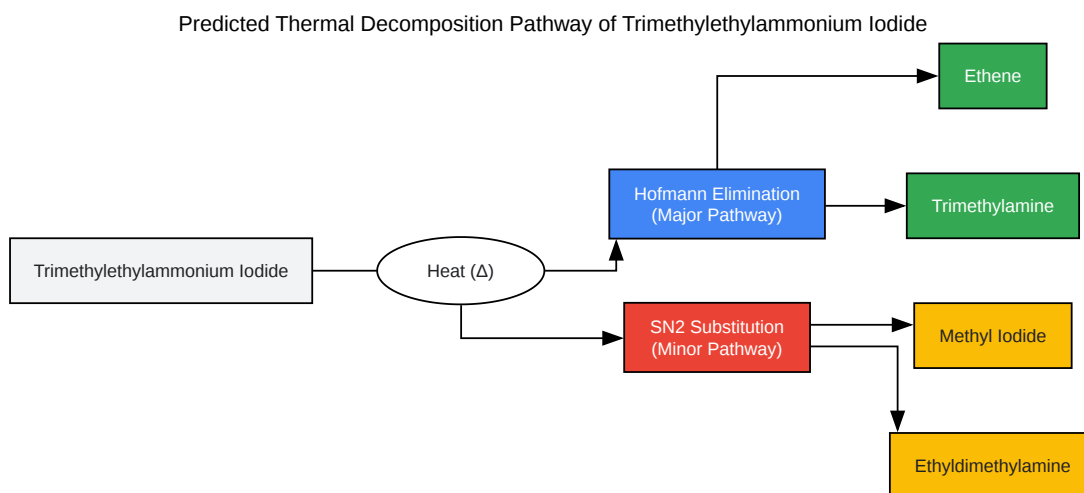 Predicted Thermal Decomposition Pathway of Trimethylethylammonium Iodide
Ethene
Hofmann Elimination
(Major Pathway)
Trimethylamine
Trimethylethylammonium Iodide
Heat (Δ)
SN2 Substitution
(Minor Pathway)
Methyl Iodide
Ethyldimethylamine